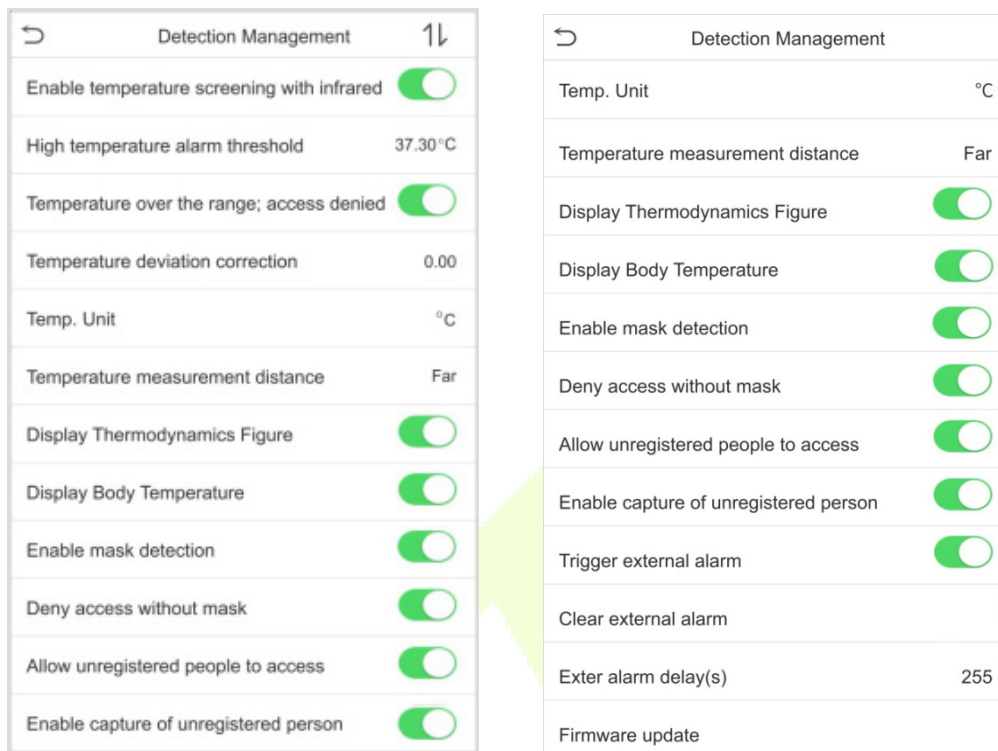 Detection Management
Enable temperature screening with infrared
High temperature alarm threshold 37.30°C
Temperature over the range; access denied
Temperature deviation correction 0.00
Temp. Unit °C
Temperature measurement distance Far
Display Thermodynamics Figure
Display Body Temperature
Enable mask detection
Deny access without mask
Allow unregistered people to access
Enable capture of unregistered person
Detection Management
Temp. Unit °C
Temperature measurement distance Far
Display Thermodynamics Figure
Display Body Temperature
Enable mask detection
Deny access without mask
Allow unregistered people to access
Enable capture of unregistered person
Trigger external alarm
Clear external alarm
Exter alarm delay(s) 255
Firmware update